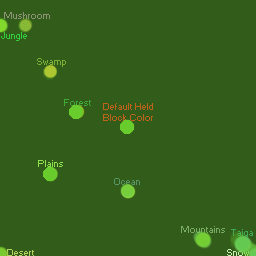 Mushroom
Jungle
Swamp
Forest
Default Held
Block Color
Plains
Ocean
Mountains
Taiga
Snow
Desert